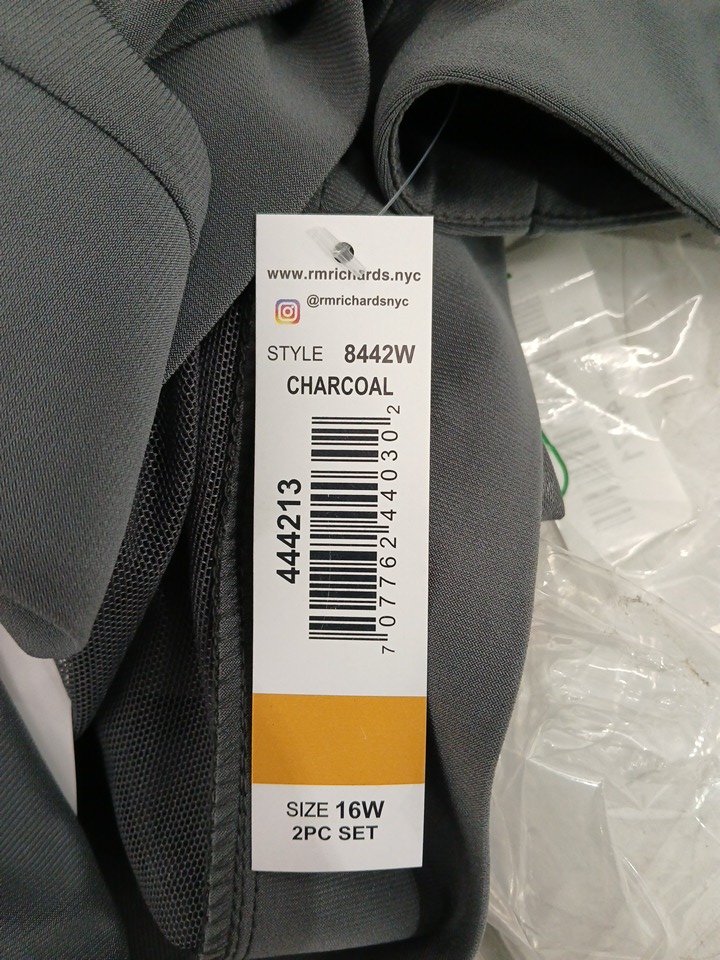 www.rmrichards.nyc
@rmrichardsnyc
STYLE 8442W
CHARCOAL
444213
7 07762 44030 2
SIZE 16W
2PC SET